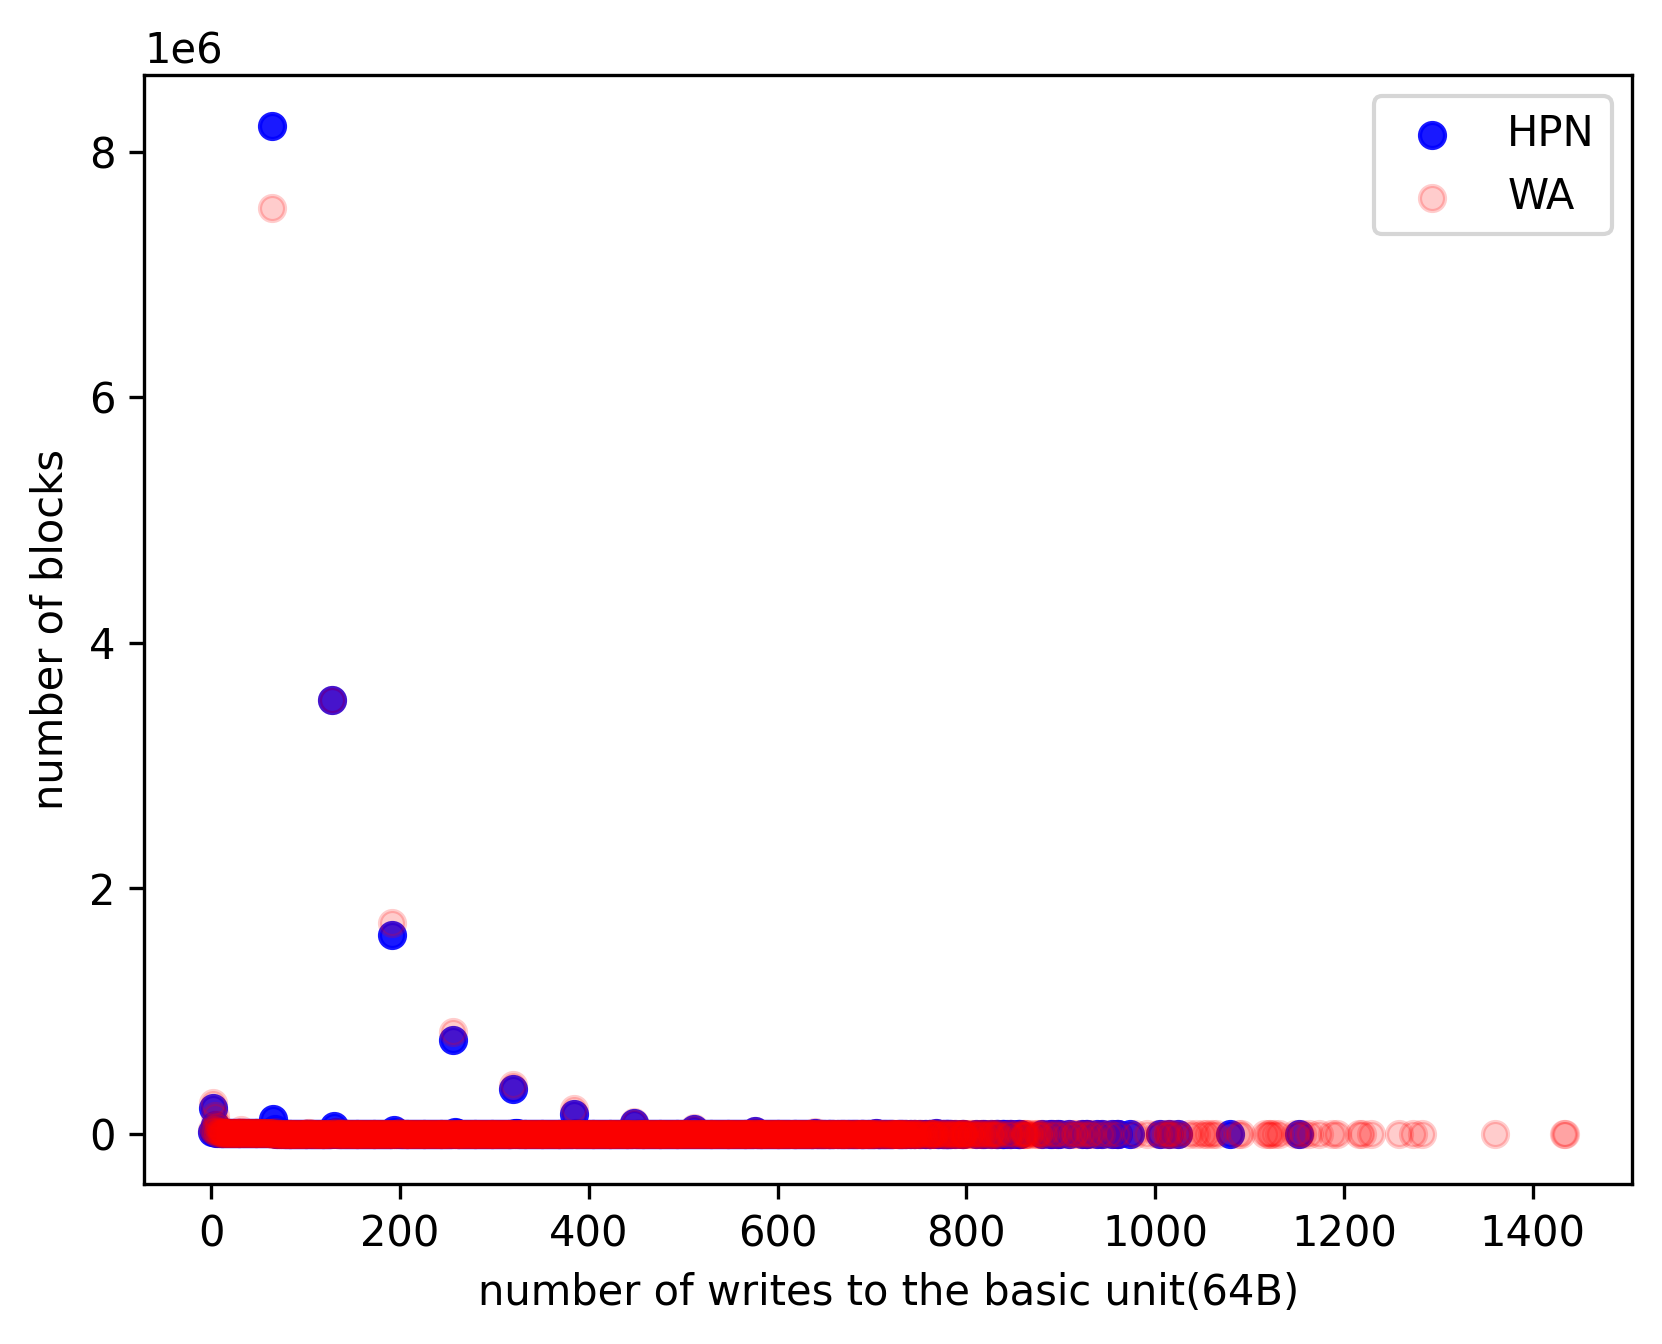 1e6
HPN
WA
8
6
4
2
0
number of blocks
0 200 400 600 800 1000 1200 1400
number of writes to the basic unit(64B)